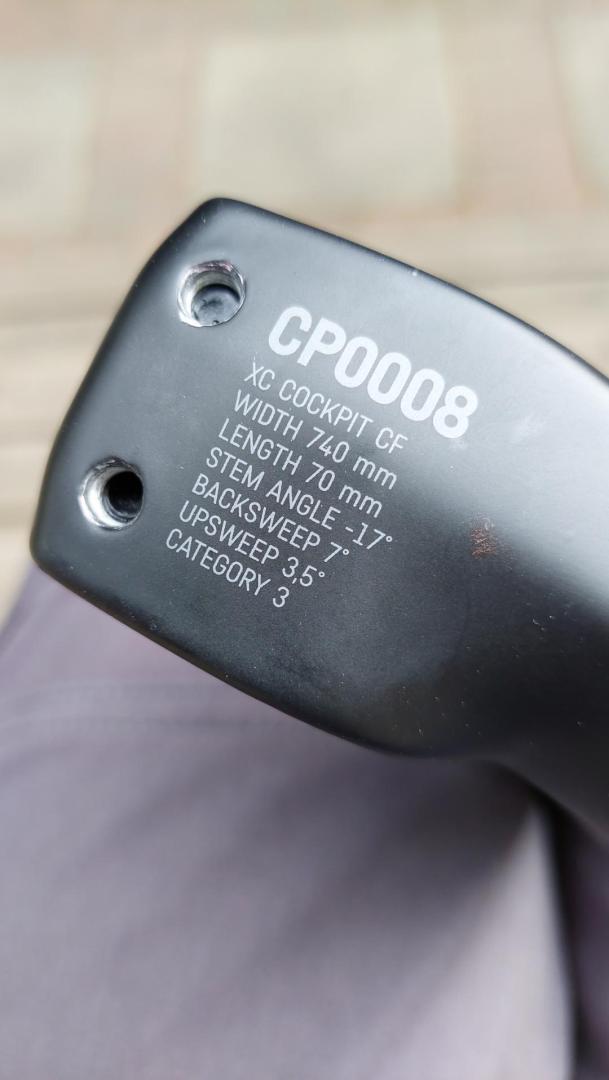 CP0008
XC COCKPIT CF
WIDTH 740 mm
LENGTH 70 mm
STEM ANGLE -17°
BACKSWEEP 7°
UPSWEEP 3,5°
CATEGORY 3